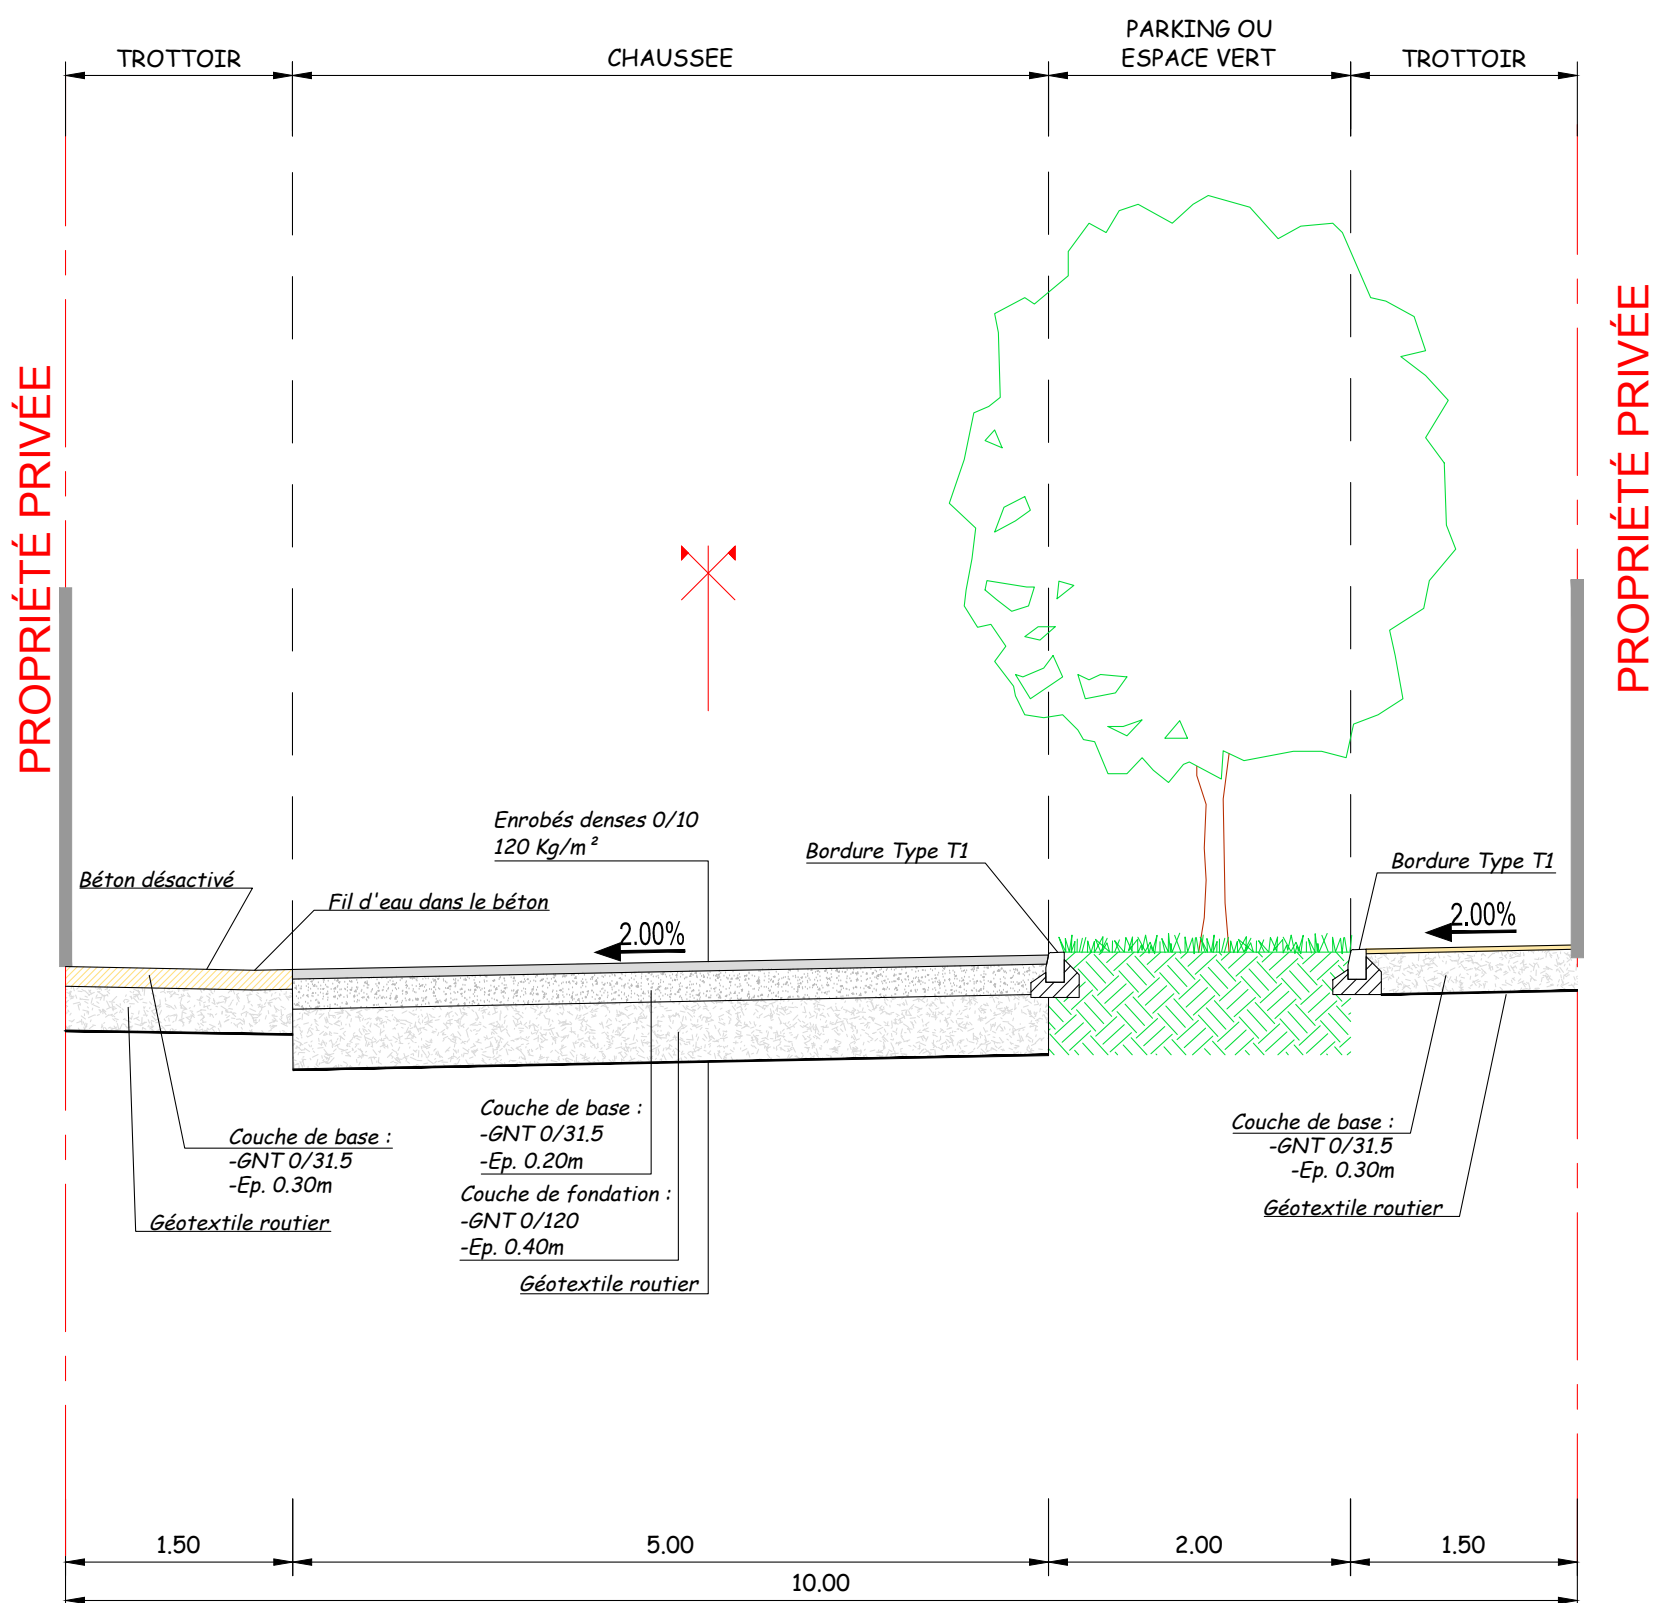 PARKING OU
TROTTOIR
CHAUSSEE
ESPACE VERT
TROTTOIR
PROPRIÉTÉ PRIVÉE
PROPRIÉTÉ PRIVÉE
Enrobés denses 0/10
120 Kg/m²
Bordure Type T1
Bordure Type T1
Béton désactivé
Fil d'eau dans le béton
2.00%
2.00%
Couche de base :
-GNT 0/31.5
-Ep. 0.30m
Géotextile routier
Couche de base :
-GNT 0/31.5
-Ep. 0.20m
Couche de fondation :
-GNT 0/120
-Ep. 0.40m
Géotextile routier
Couche de base :
-GNT 0/31.5
-Ep. 0.30m
Géotextile routier
1.50
5.00
2.00
1.50
10.00